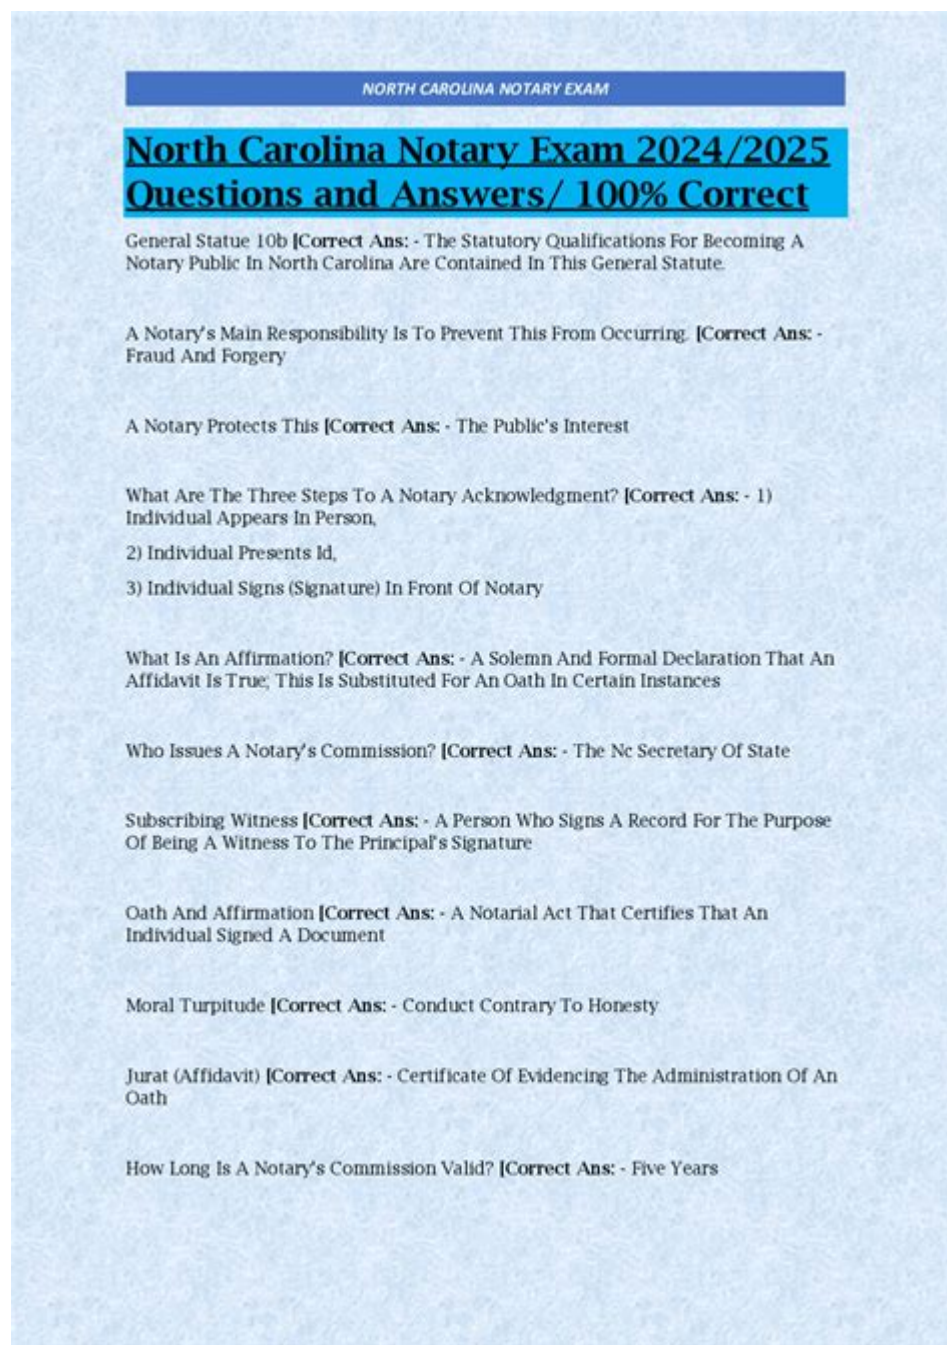 NORTH CAROLINA NOTARY EXAM
North Carolina Notary Exam 2024/2025
Questions and Answers/ 100% Correct
General Statue 10b [Correct Ans: - The Statutory Qualifications For Becoming A
Notary Public In North Carolina Are Contained In This General Statute.
A Notary's Main Responsibility Is To Prevent This From Occurring. [Correct Ans: -
Fraud And Forgery
A Notary Protects This [Correct Ans: - The Public's Interest
What Are The Three Steps To A Notary Acknowledgment? [Correct Ans: - 1)
Individual Appears In Person,
2) Individual Presents Id,
3) Individual Signs (Signature) In Front Of Notary
What Is An Affirmation? [Correct Ans: - A Solemn And Formal Declaration That An
Affidavit Is True; This Is Substituted For An Oath In Certain Instances
Who Issues A Notary's Commission? [Correct Ans: - The Nc Secretary Of State
Subscribing Witness [Correct Ans: - A Person Who Signs A Record For The Purpose
Of Being A Witness To The Principal's Signature
Oath And Affirmation [Correct Ans: - A Notarial Act That Certifies That An
Individual Signed A Document
Moral Turpitude [Correct Ans: - Conduct Contrary To Honesty
Jurat (Affidavit) [Correct Ans: - Certificate Of Evidencing The Administration Of An
Oath
How Long Is A Notary's Commission Valid? [Correct Ans: - Five Years